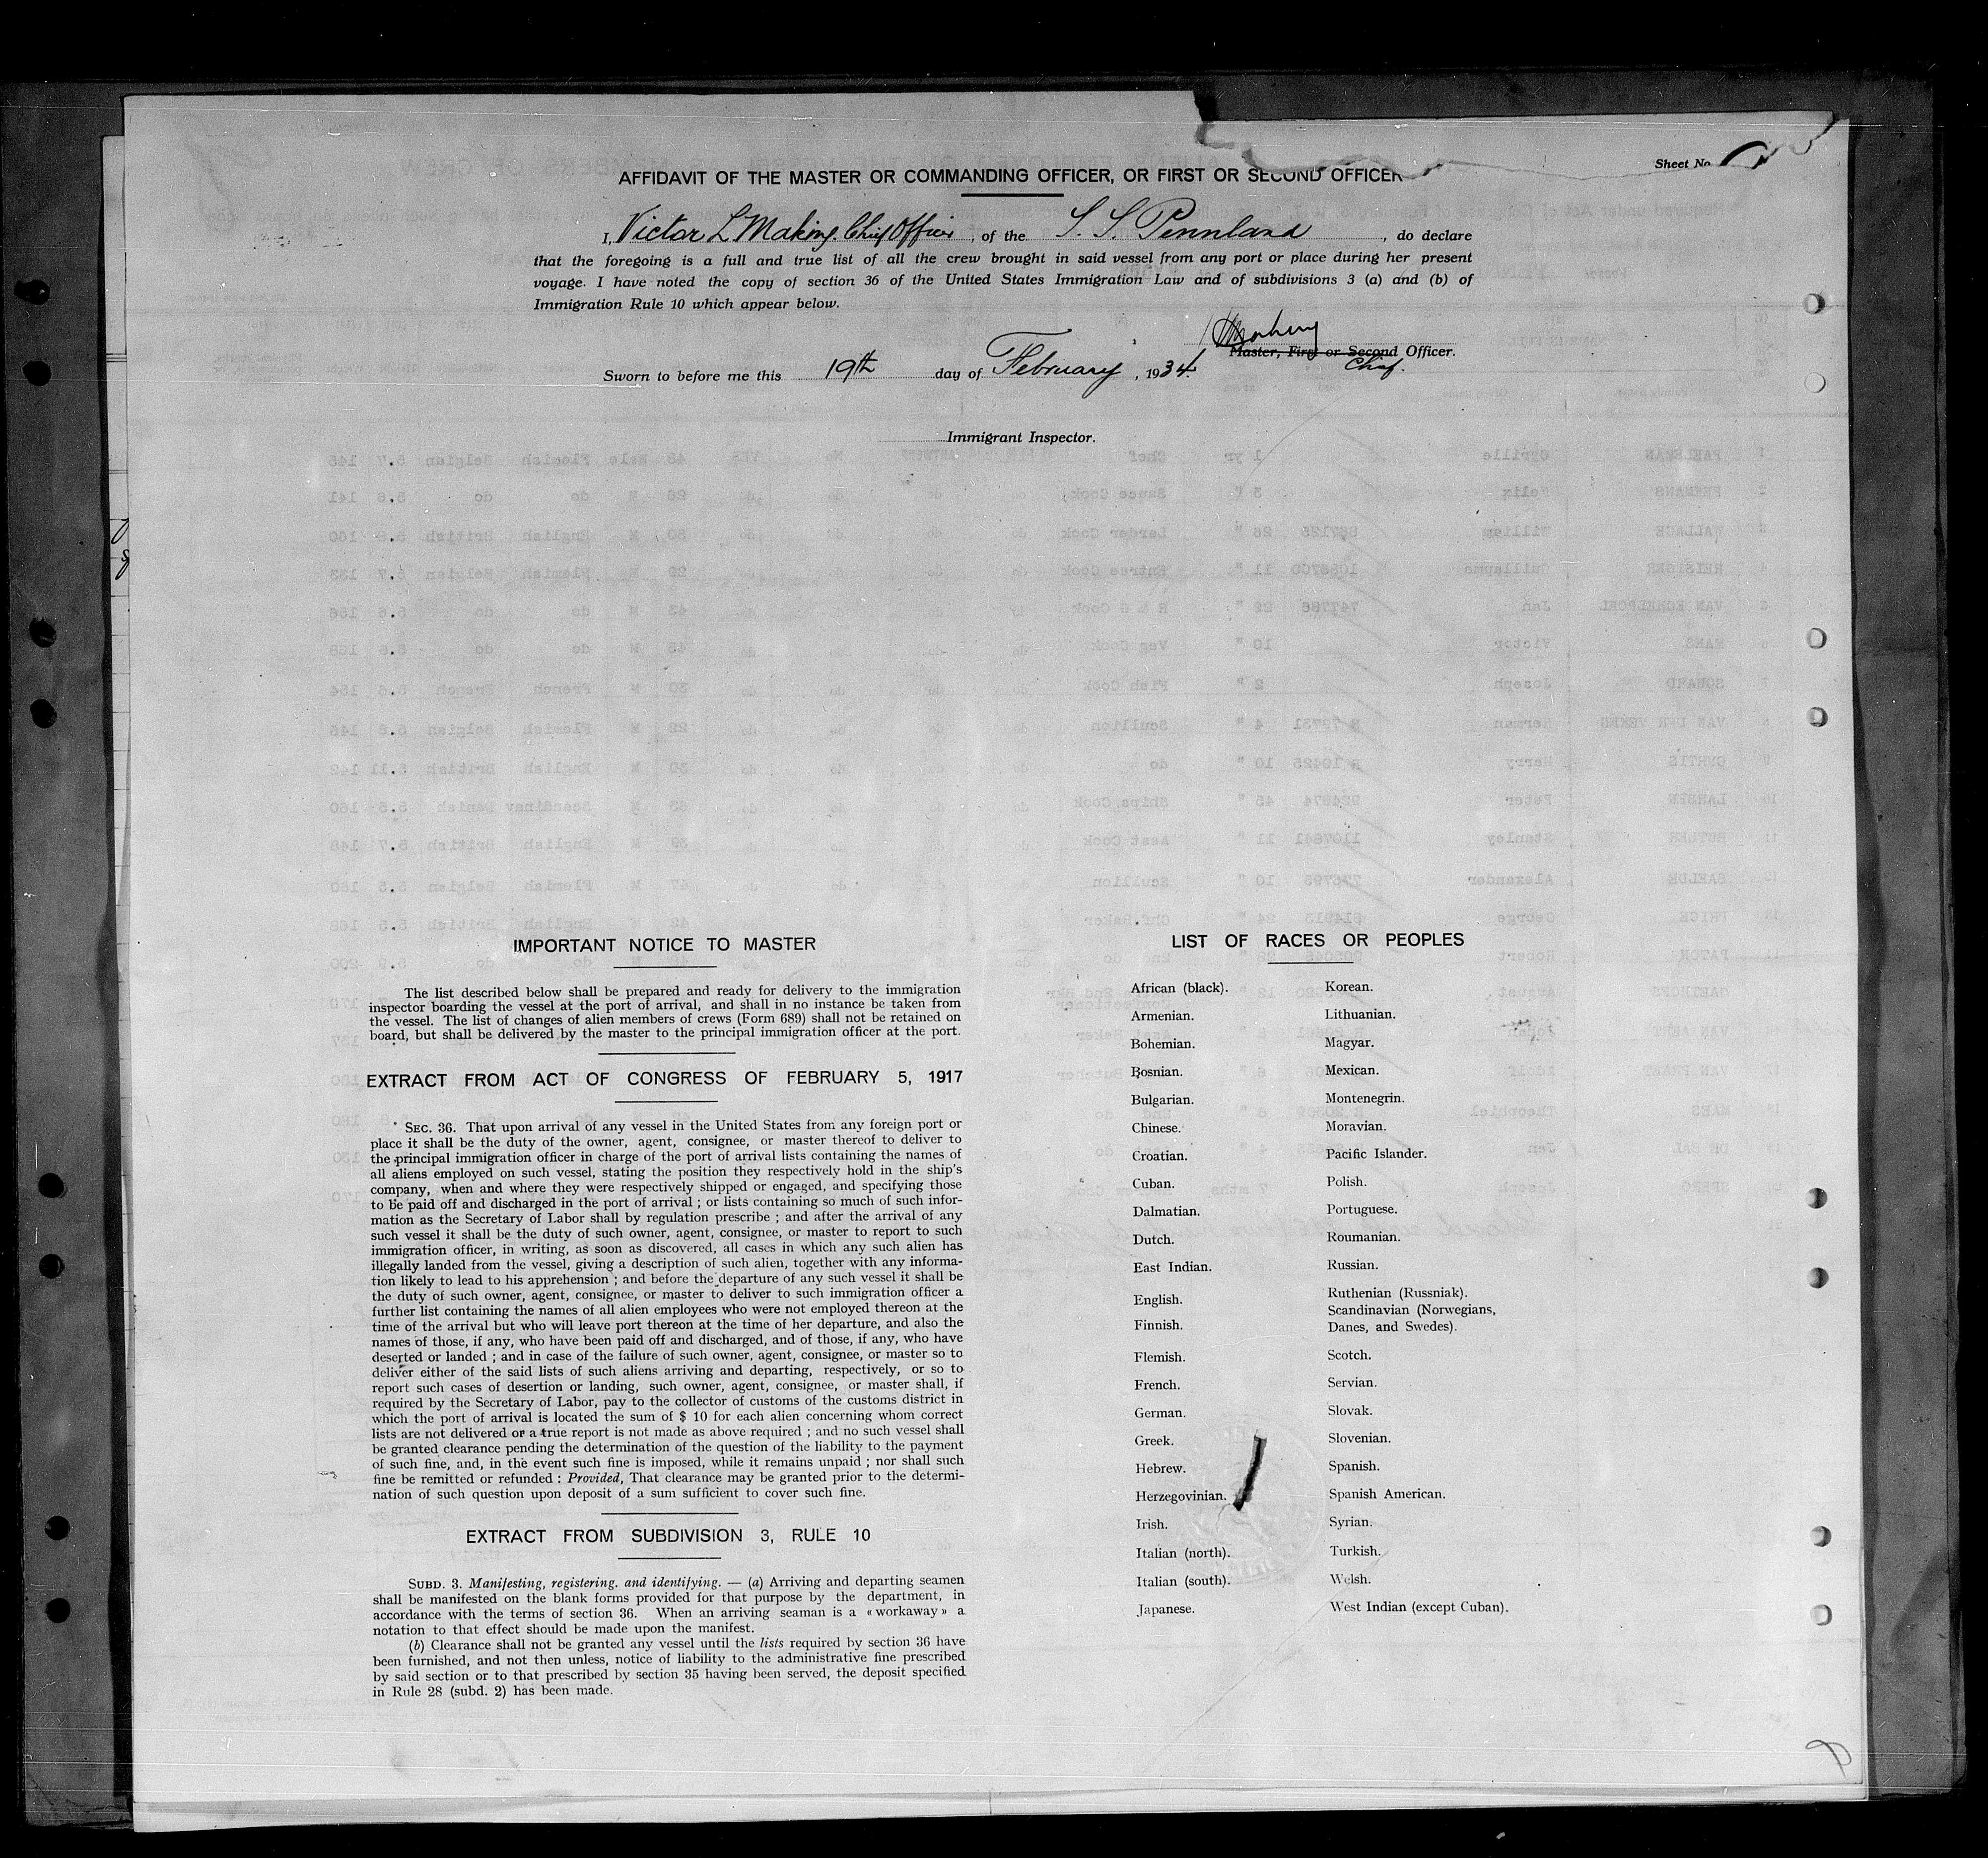 Sheet No.
AFFIDAVIT OF THE MASTER OR COMMANDING OFFICER, OR FIRST OR SECOND OFFICER
I, Victor L Making. Chief Officer, of the S. S. Pennland, do declare
that the foregoing is a full and true list of all the crew brought in said vessel from any port or place during her present
voyage. I have noted the copy of section 36 of the United States Immigration Law and of subdivisions 3 (a) and (b) of
Immigration Rule 10 which appear below.
Master, First or Second Officer.
Chief.
Sworn to before me this 19th day of February, 1934.
Immigrant Inspector.
IMPORTANT NOTICE TO MASTER
The list described below shall be prepared and ready for delivery to the immigration
inspector boarding the vessel at the port of arrival, and shall in no instance be taken from
the vessel. The list of changes of alien members of crews (Form 689) shall not be retained on
board, but shall be delivered by the master to the principal immigration officer at the port.
EXTRACT FROM ACT OF CONGRESS OF FEBRUARY 5, 1917
SEC. 36. That upon arrival of any vessel in the United States from any foreign port or
place it shall be the duty of the owner, agent, consignee, or master thereof to deliver to
the principal immigration officer in charge of the port of arrival lists containing the names of
all aliens employed on such vessel, stating the position they respectively hold in the ship's
company, when and where they were respectively shipped or engaged, and specifying those
to be paid off and discharged in the port of arrival ; or lists containing so much of such infor-
mation as the Secretary of Labor shall by regulation prescribe ; and after the arrival of any
such vessel it shall be the duty of such owner, agent, consignee, or master to report to such
immigration officer, in writing, as soon as discovered, all cases in which any such alien has
illegally landed from the vessel, giving a description of such alien, together with any informa-
tion likely to lead to his apprehension ; and before the departure of any such vessel it shall be
the duty of such owner, agent, consignee, or master to deliver to such immigration officer a
further list containing the names of all alien employees who were not employed thereon at the
time of the arrival but who will leave port thereon at the time of her departure, and also the
names of those, if any, who have been paid off and discharged, and of those, if any, who have
deserted or landed ; and in case of the failure of such owner, agent, consignee, or master so to
deliver either of the said lists of such aliens arriving and departing, respectively, or so to
report such cases of desertion or landing, such owner, agent, consignee, or master shall, if
required by the Secretary of Labor, pay to the collector of customs of the customs district in
which the port of arrival is located the sum of $ 10 for each alien concerning whom correct
lists are not delivered or a true report is not made as above required ; and no such vessel shall
be granted clearance pending the determination of the question of the liability to the payment
of such fine, and, in the event such fine is imposed, while it remains unpaid ; nor shall such
fine be remitted or refunded : Provided, That clearance may be granted prior to the determi-
nation of such question upon deposit of a sum sufficient to cover such fine.
EXTRACT FROM SUBDIVISION 3, RULE 10
SUBD. 3. Manifesting, registering. and identifying. — (a) Arriving and departing seamen
shall be manifested on the blank forms provided for that purpose by the department, in
accordance with the terms of section 36. When an arriving seaman is a « workaway » a
notation to that effect should be made upon the manifest.
(b) Clearance shall not be granted any vessel until the lists required by section 36 have
been furnished, and not then unless, notice of liability to the administrative fine prescribed
by said section or to that prescribed by section 35 having been served, the deposit specified
in Rule 28 (subd. 2) has been made.
LIST OF RACES OR PEOPLES
African (black).
Armenian.
Bohemian.
Bosnian.
Bulgarian.
Chinese.
Croatian.
Cuban.
Dalmatian.
Dutch.
East Indian.
English.
Finnish.
Flemish.
French.
German.
Greek.
Hebrew.
Herzegovinian.
Irish.
Italian (north).
Italian (south).
Japanese.
Korean.
Lithuanian.
Magyar.
Mexican.
Montenegrin.
Moravian.
Pacific Islander.
Polish.
Portuguese.
Roumanian.
Russian.
Ruthenian (Russniak).
Scandinavian (Norwegians,
Danes, and Swedes).
Scotch.
Servian.
Slovak.
Slovenian.
Spanish.
Spanish American.
Syrian.
Turkish.
Welsh.
West Indian (except Cuban).